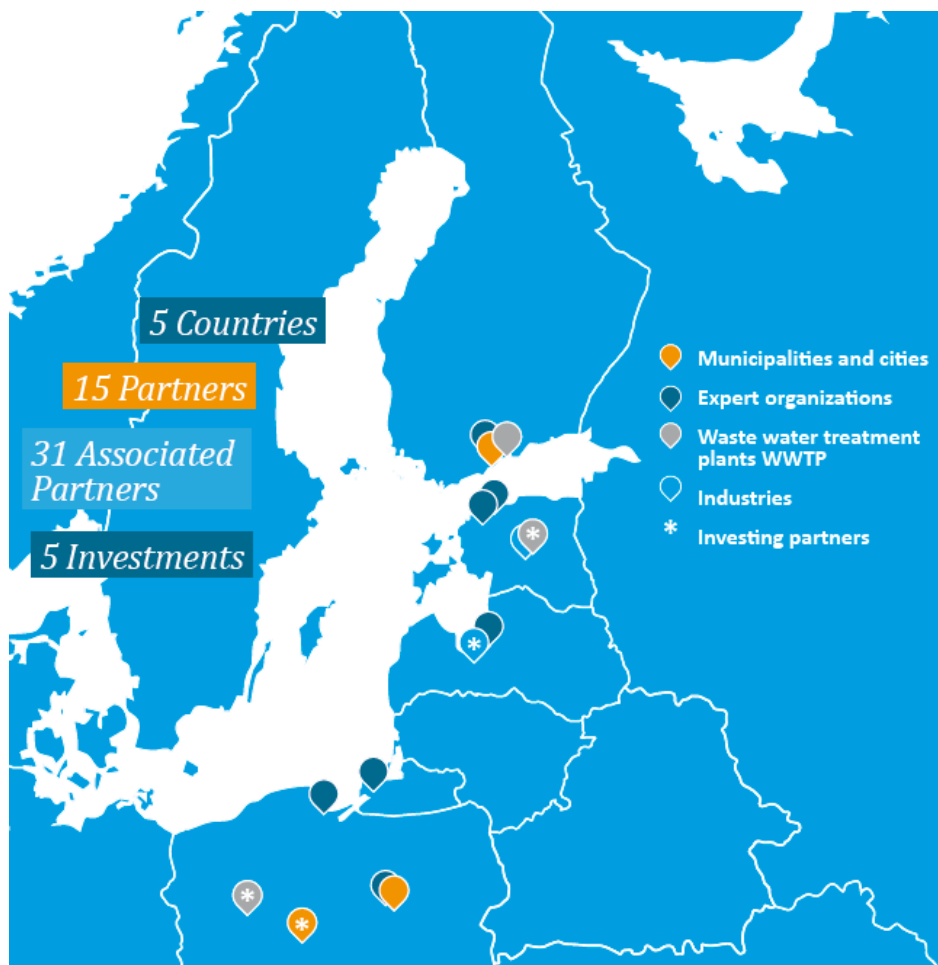 5 Countries
15 Partners
31 Associated
Partners
5 Investments
Municipalities and cities
Expert organizations
Waste water treatment
plants WWTP
Industries
* Investing partners